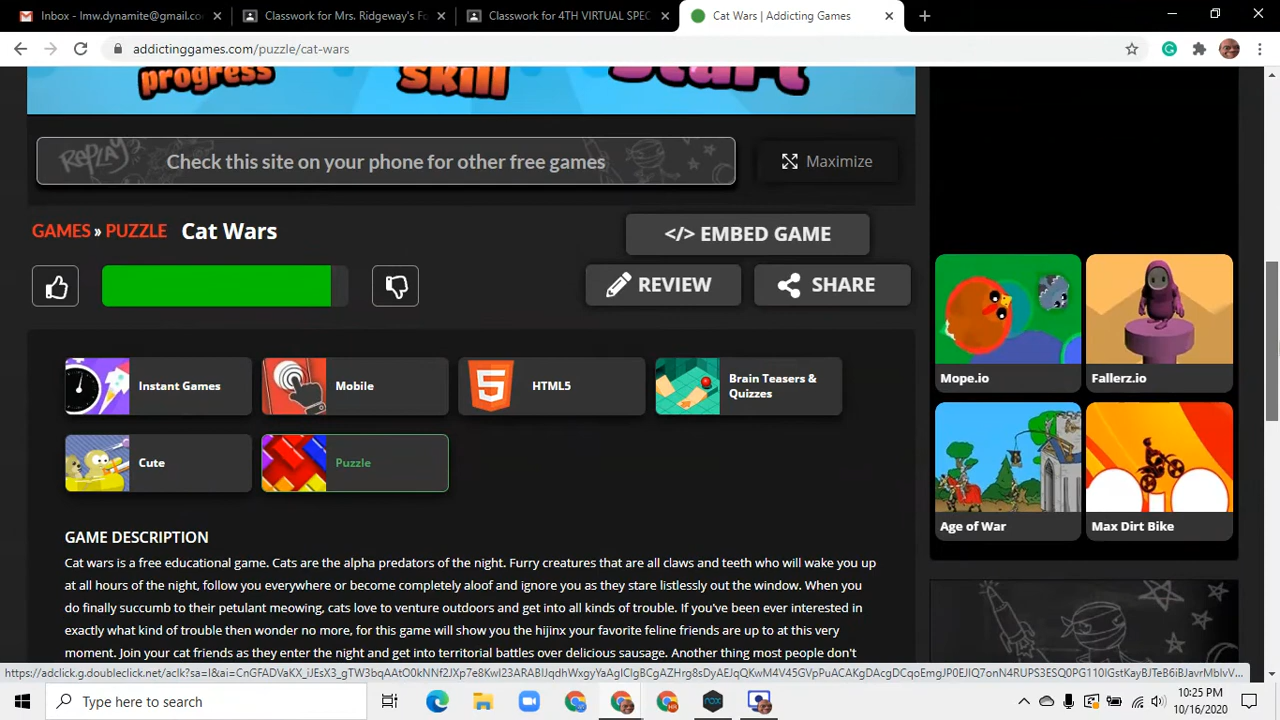 Inbox - lmw.dynamite@gmail.co
Classwork for Mrs. Ridgeway's Fo
Classwork for 4TH VIRTUAL SPEC
Cat Wars | Addicting Games
addictinggames.com/puzzle/cat-wars
progress
skill
start
REPLAY
Check this site on your phone for other free games
Maximize
GAMES » PUZZLE Cat Wars
</> EMBED GAME
REVIEW
SHARE
Instant Games
Mobile
HTML5
Brain Teasers &
Quizzes
Cute
Puzzle
Mope.io
Fallerz.io
Age of War
Max Dirt Bike
GAME DESCRIPTION
Cat wars is a free educational game. Cats are the alpha predators of the night. Furry creatures that are all claws and teeth who will wake you up
at all hours of the night, follow you everywhere or become completely aloof and ignore you as they stare listlessly out the window. When you
do finally succumb to their petulant meowing, cats love to venture outdoors and get into all kinds of trouble. If you've been ever interested in
exactly what kind of trouble then wonder no more, for this game will show you the hijinx your favorite feline friends are up to at this very
moment. Join your cat friends as they enter the night and get into territorial battles over delicious sausage. Another thing most people don't
Type here to search
nox
10:25 PM
10/16/2020